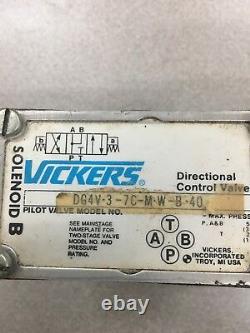 A B
P T
SOLENOID B
VICKERS®
Directional
Control Valve
DG4V-3-7C-M-W-B-40
PILOT VALVE MODEL NO.
MAX. PRESS
P, A&B
T
SEE MAINSTAGE
NAMEPLATE FOR
TWO-STAGE VALVE
MODEL NO. AND
PRESSURE
RATING.
T
A B
P
VICKERS,
INCORPORATED
TROY, MI USA